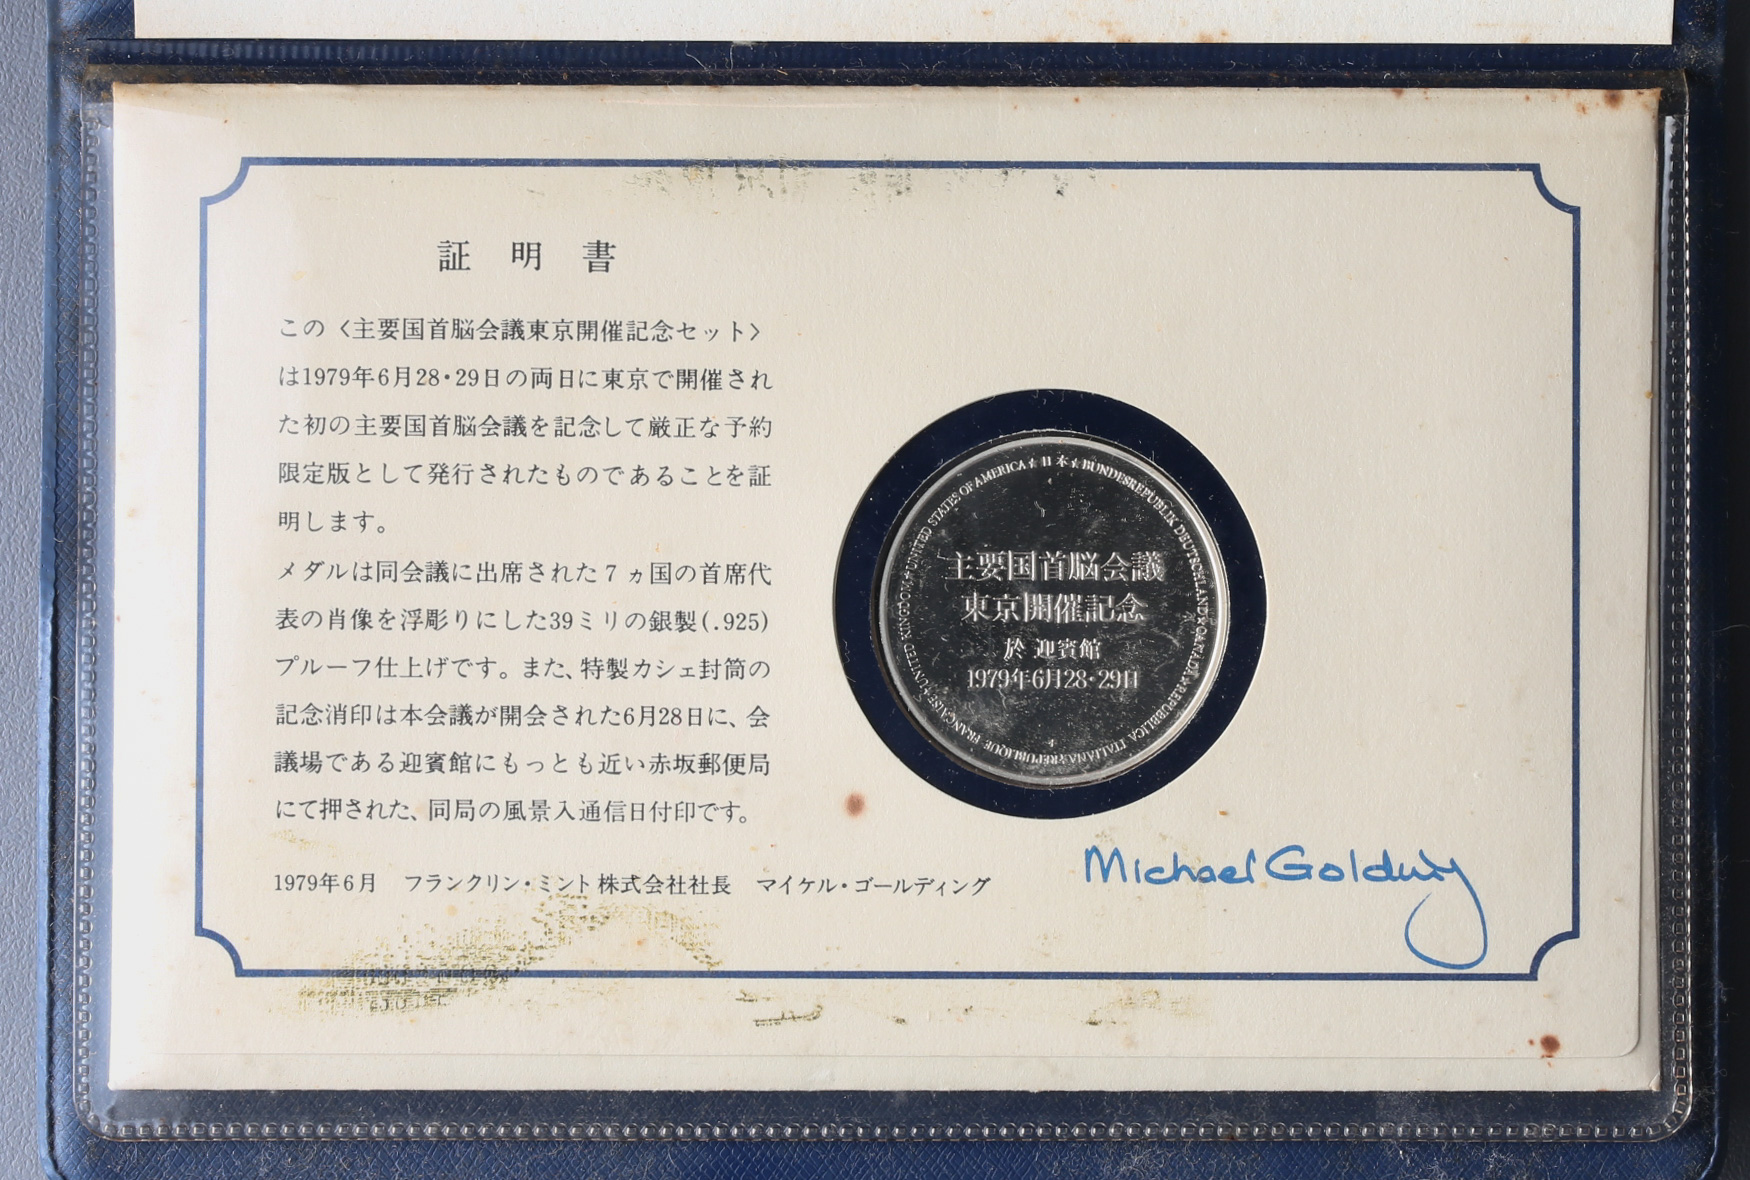 証明書
この〈主要国首脳会議東京開催記念セット〉
は1979年6月28・29日の両日に東京で開催され
た初の主要国首脳会議を記念して厳正な予約
限定版として発行されたものであることを証
明します。
メダルは同会議に出席された7ヵ国の首席代
表の肖像を浮彫りにした39ミリの銀製(.925)
プルーフ仕上げです。また、特製カシェ封筒の
記念消印は本会議が開会された6月28日に、会
議場である迎賓館にもっとも近い赤坂郵便局
にて押された、同局の風景入通信日付印です。
1979年6月 フランクリン・ミント株式会社社長 マイケル・ゴールディング
Michael Golding
日本★BUNDESREPUBLIK DEUTSCHLAND★CANADA★REPUBBLICA ITALIANA★REPUBLIQUE FRANÇAISE★UNITED KINGDOM★UNITED STATES OF AMERICA★
主要国首脳会議
東京開催記念
於 迎賓館
1979年6月28・29日